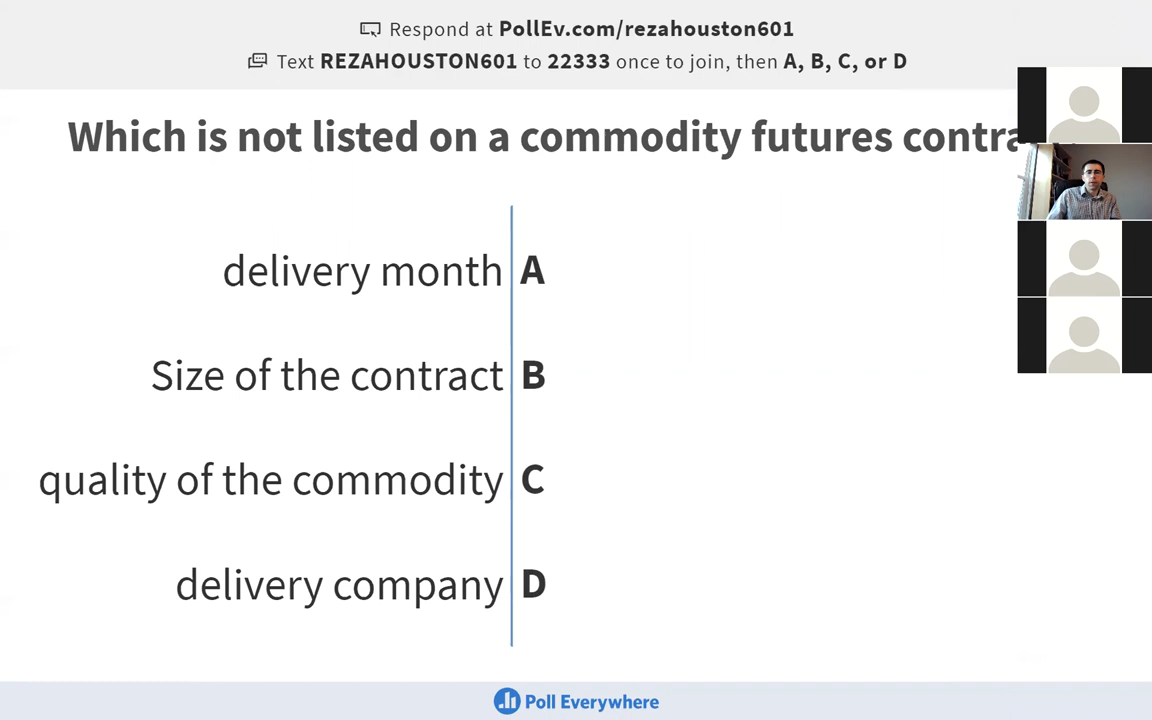 Respond at PollEv.com/rezahouston601
Text REZAHOUSTON601 to 22333 once to join, then A, B, C, or D
Which is not listed on a commodity futures
delivery month A
Size of the contract B
quality of the commodity C
delivery company D
Poll Everywhere